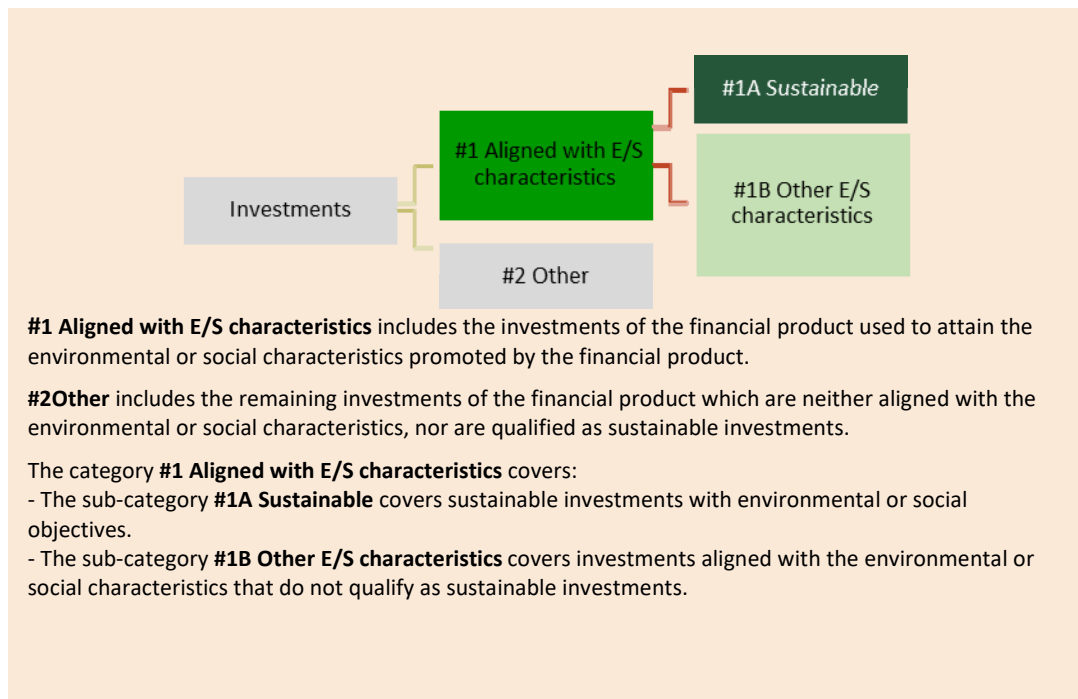 #1A Sustainable
#1 Aligned with E/S
characteristics
#1B Other E/S
characteristics
Investments
#2 Other
#1 Aligned with E/S characteristics includes the investments of the financial product used to attain the
environmental or social characteristics promoted by the financial product.
#2Other includes the remaining investments of the financial product which are neither aligned with the
environmental or social characteristics, nor are qualified as sustainable investments.
The category #1 Aligned with E/S characteristics covers:
- The sub-category #1A Sustainable covers sustainable investments with environmental or social
objectives.
- The sub-category #1B Other E/S characteristics covers investments aligned with the environmental or
social characteristics that do not qualify as sustainable investments.